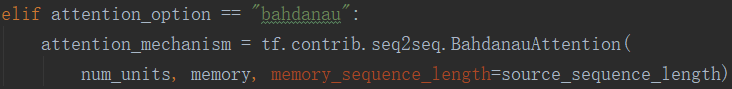 elif attention_option == "bahdanau":
attention_mechanism = tf.contrib.seq2seq.BahdanauAttention(
num_units, memory, memory_sequence_length=source_sequence_length)